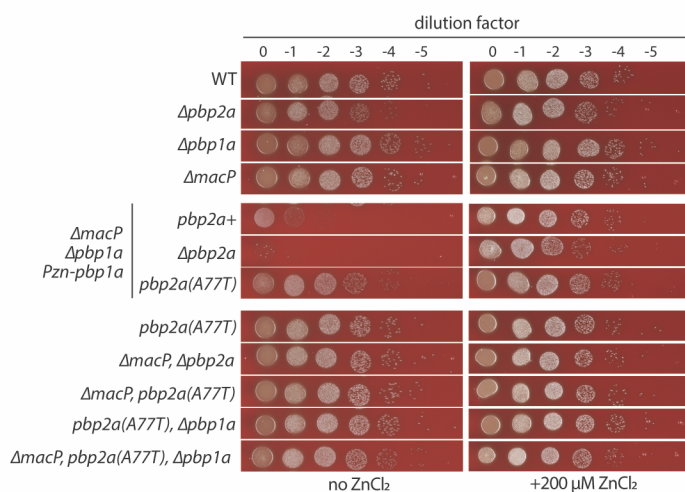 dilution factor
0 -1 -2 -3 -4 -5 0 -1 -2 -3 -4 -5
WT
Δpbp2a
Δpbp1a
ΔmacP
ΔmacP
Δpbp1a
Pzn-pbp1a
pbp2a+
Δpbp2a
pbp2a(A77T)
pbp2a(A77T)
ΔmacP, Δpbp2a
ΔmacP, pbp2a(A77T)
pbp2a(A77T), Δpbp1a
ΔmacP, pbp2a(A77T), Δpbp1a
no ZnCl₂ +200 µM ZnCl₂